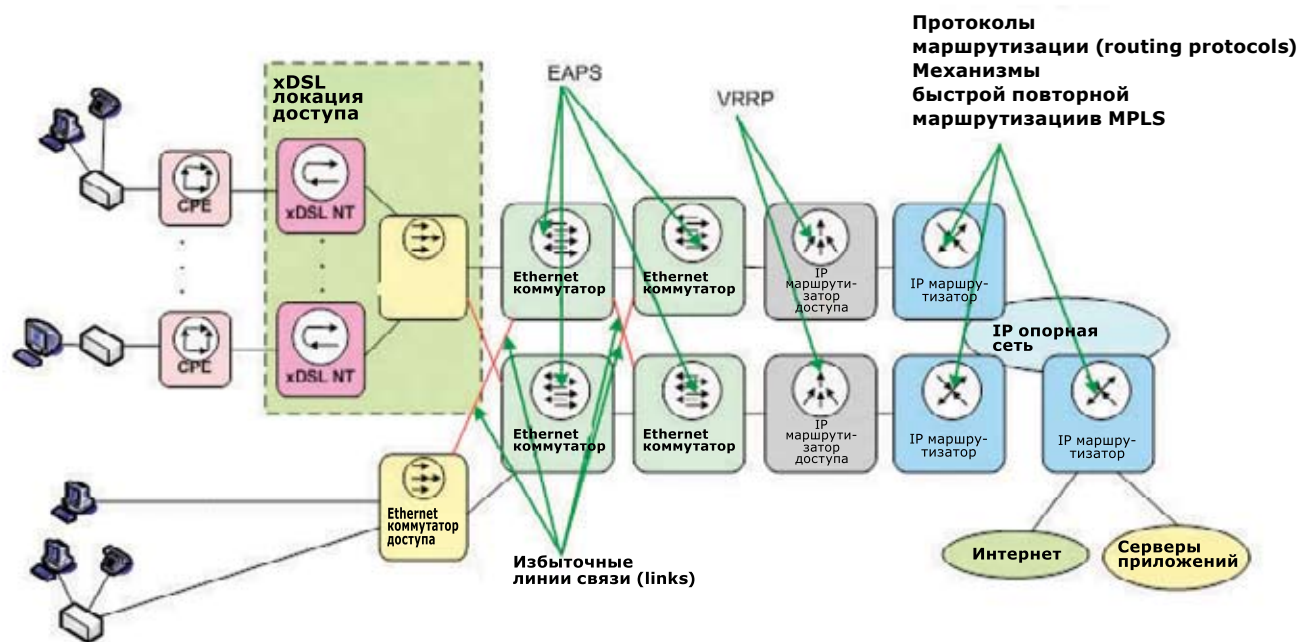 Протоколы
маршрутизации (routing protocols)
Механизмы
быстрой повторной
маршрутизациив MPLS
EAPS
VRRP
xDSL
локация
доступа
CPE
xDSL NT
CPE
xDSL NT
Ethernet
коммутатор
Ethernet
коммутатор
IP
маршрути-
затор
доступа
IP маршру-
тизатор
IP опорная
сеть
Ethernet
коммутатор
Ethernet
коммутатор
IP
маршрути-
затор
доступа
IP маршру-
тизатор
IP маршру-
тизатор
Ethernet
коммутатор
доступа
Избыточные
линии связи (links)
Интернет
Серверы
приложений